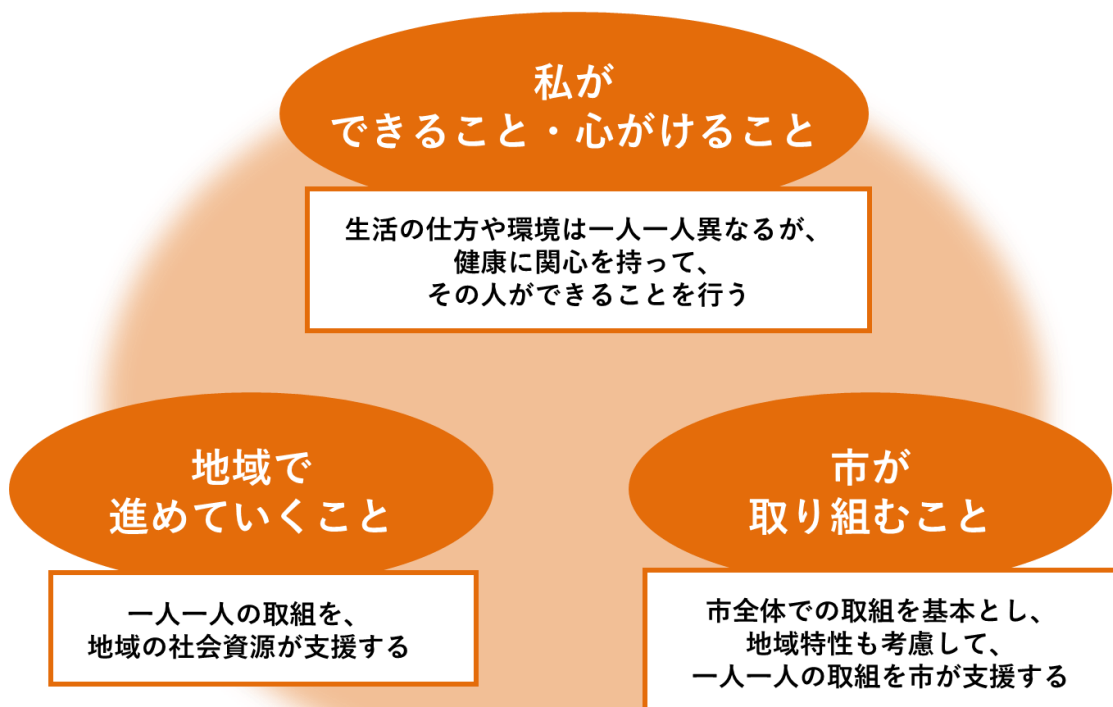 私が
できること・心がけること
生活の仕方や環境は一人一人異なるが、
健康に関心を持って、
その人ができることを行う
地域で
進めていくこと
一人一人の取組を、
地域の社会資源が支援する
市が
取り組むこと
市全体での取組を基本とし、
地域特性も考慮して、
一人一人の取組を市が支援する